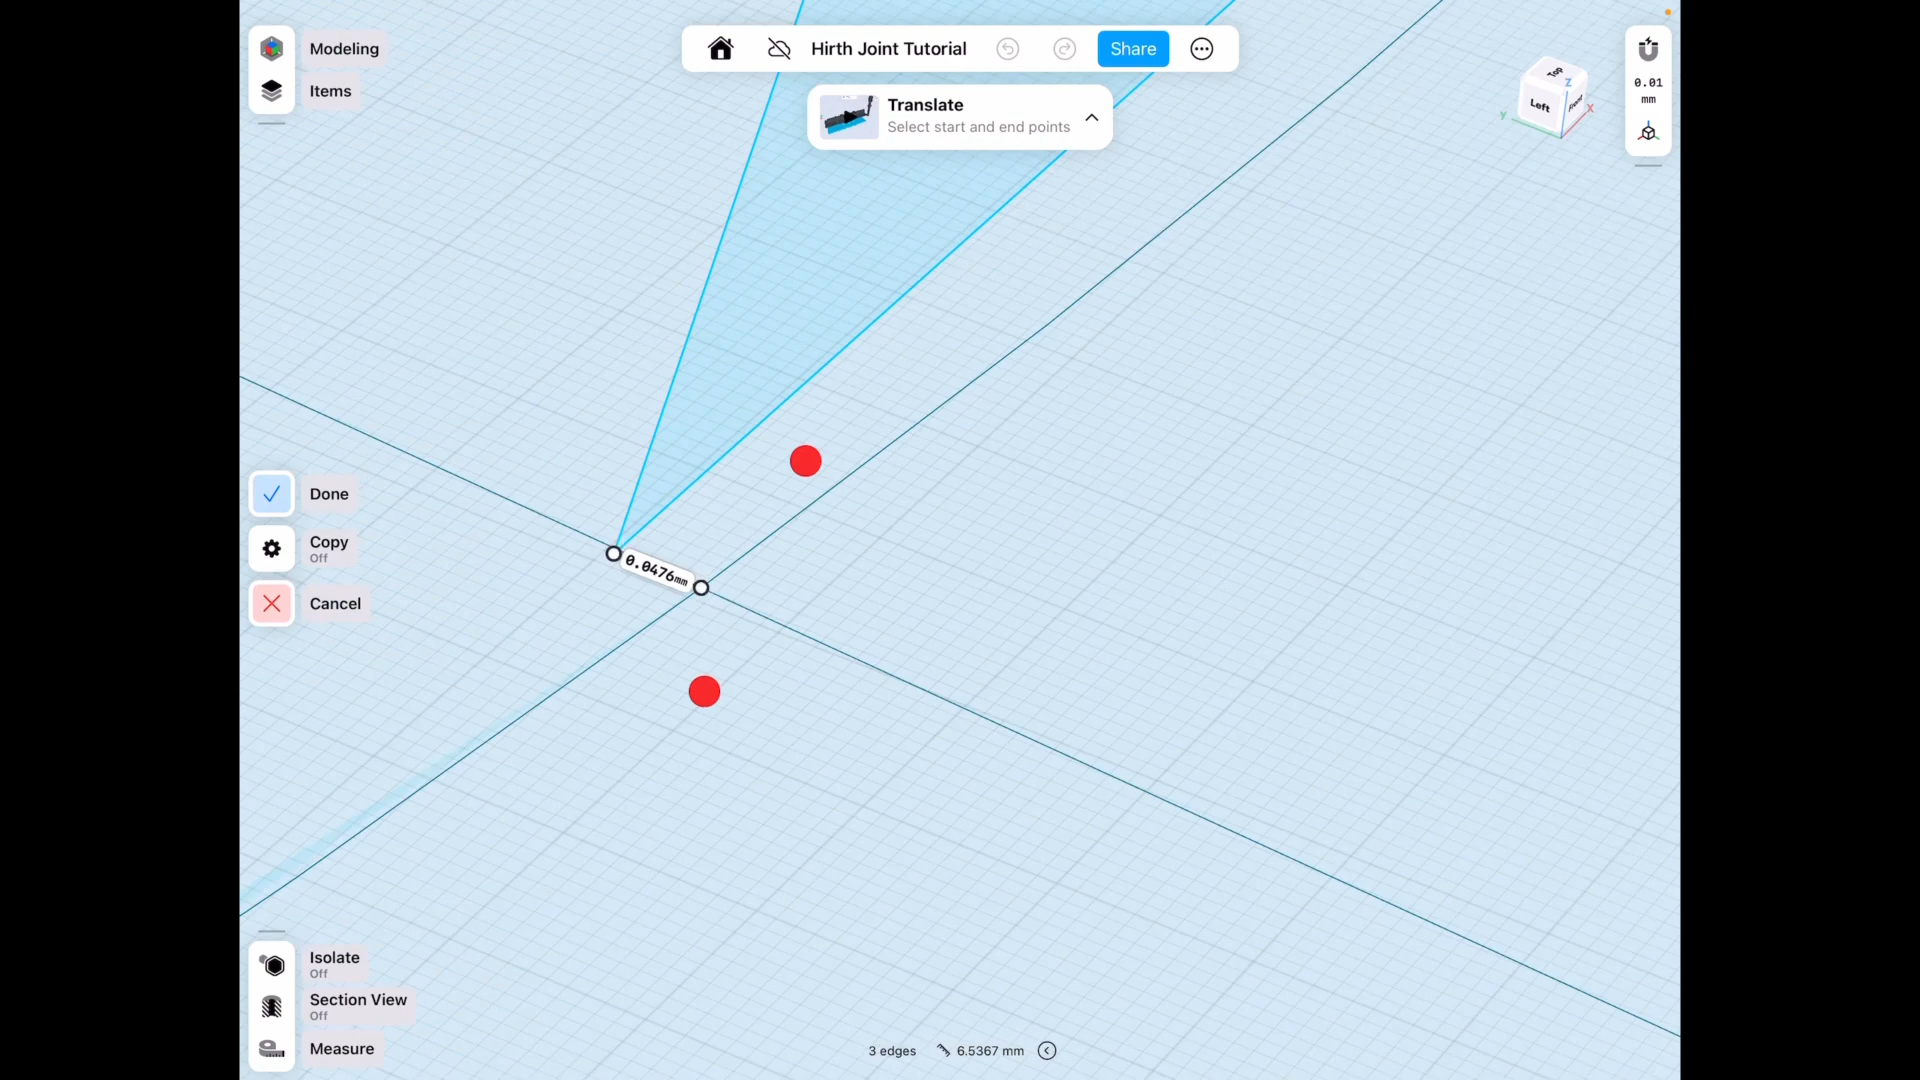 Modeling
Items
Hirth Joint Tutorial
Share
Translate
Select start and end points
Top
Left
Front
Z
Y
X
0.01
mm
0.0476mm
Done
Copy
Off
Cancel
Isolate
Off
Section View
Off
Measure
3 edges
6.5367 mm